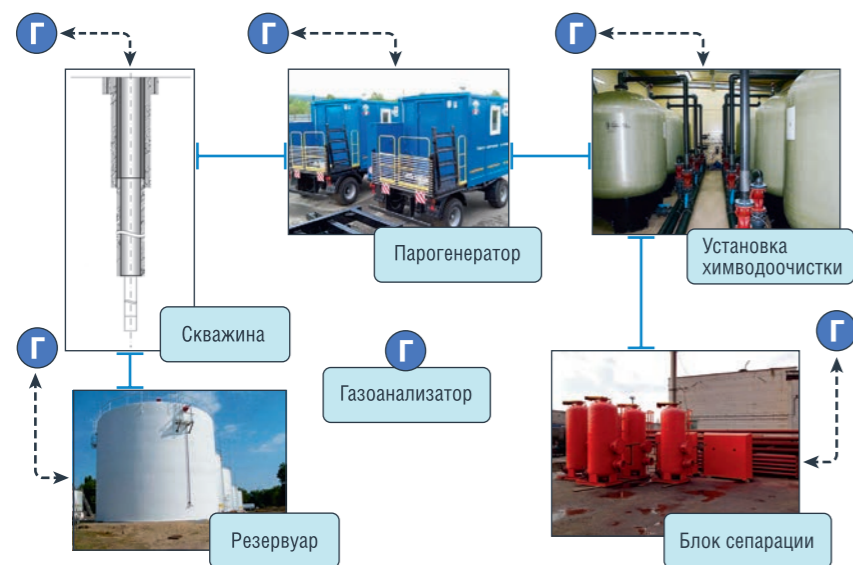 Г
Г
Г
Скважина
Парогенератор
Установка
химводоочистки
Г
Г
Газоанализатор
Г
Резервуар
Блок сепарации